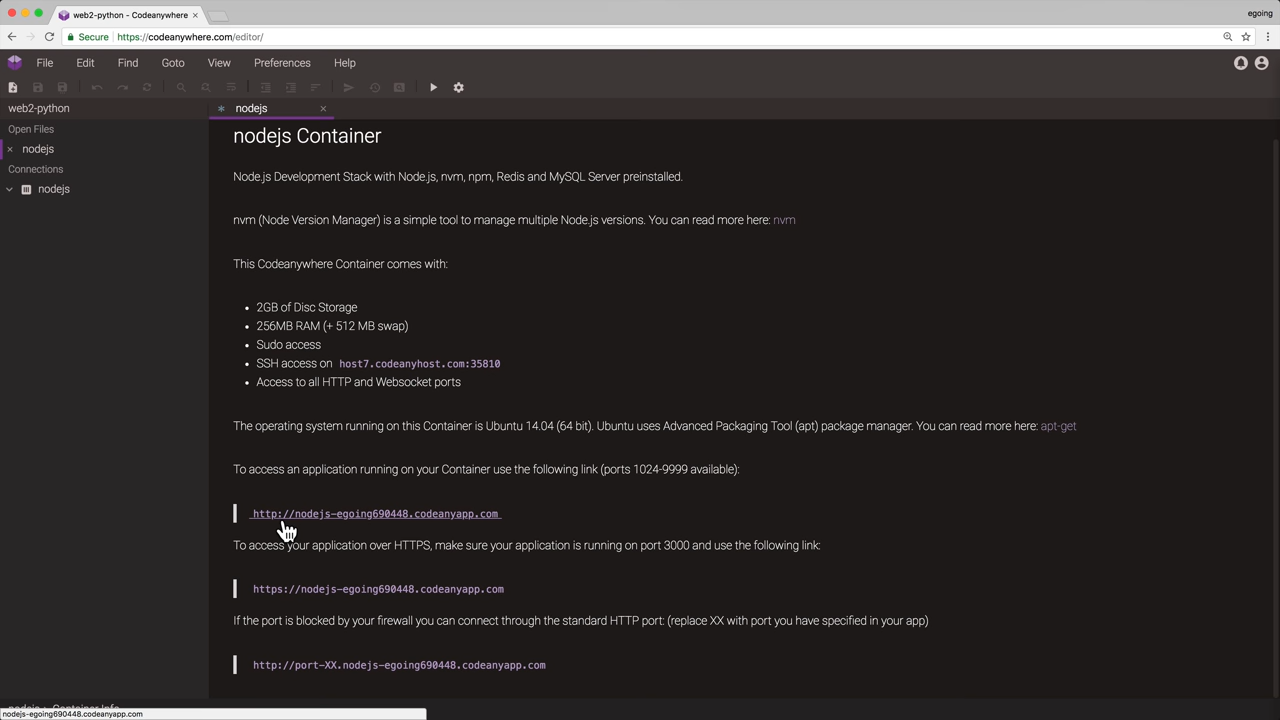 web2-python - Codeanywhere
egoing
Secure https://codeanywhere.com/editor/
File Edit Find Goto View Preferences Help
web2-python
nodejs
Open Files
nodejs
Connections
nodejs
nodejs Container
Node.js Development Stack with Node.js, nvm, npm, Redis and MySQL Server preinstalled.
nvm (Node Version Manager) is a simple tool to manage multiple Node.js versions. You can read more here: nvm
This Codeanywhere Container comes with:
• 2GB of Disc Storage
• 256MB RAM (+ 512 MB swap)
• Sudo access
• SSH access on host7.codeanyhost.com:35810
• Access to all HTTP and Websocket ports
The operating system running on this Container is Ubuntu 14.04 (64 bit). Ubuntu uses Advanced Packaging Tool (apt) package manager. You can read more here: apt-get
To access an application running on your Container use the following link (ports 1024-9999 available):
http://nodejs-egoing690448.codeanyapp.com
To access your application over HTTPS, make sure your application is running on port 3000 and use the following link:
https://nodejs-egoing690448.codeanyapp.com
If the port is blocked by your firewall you can connect through the standard HTTP port: (replace XX with port you have specified in your app)
http://port-XX.nodejs-egoing690448.codeanyapp.com
nodejs-egoing690448.codeanyapp.com